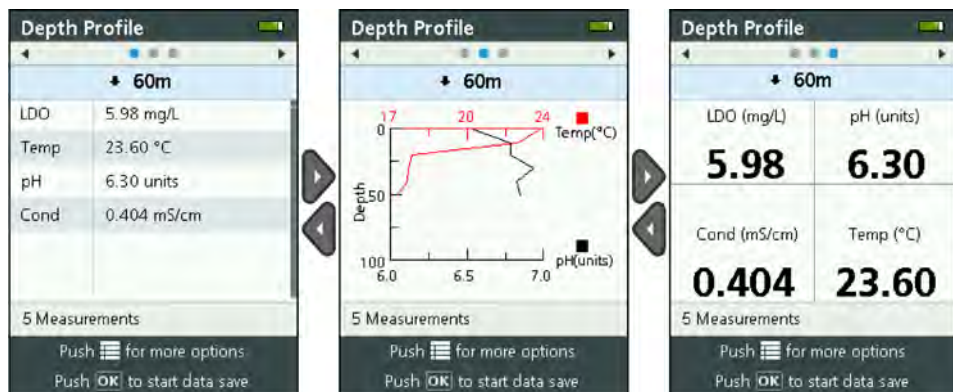 Depth Profile
60m
LDO 5.98 mg/L
Temp 23.60 °C
pH 6.30 units
Cond 0.404 mS/cm
5 Measurements
Push for more options
Push OK to start data save
Depth Profile
60m
17 20 24
Temp(°C)
0
50
100
Depth
6.0 6.5 7.0
pH(units)
5 Measurements
Push for more options
Push OK to start data save
Depth Profile
60m
LDO (mg/L) pH (units)
5.98 6.30
Cond (mS/cm) Temp (°C)
0.404 23.60
5 Measurements
Push for more options
Push OK to start data save